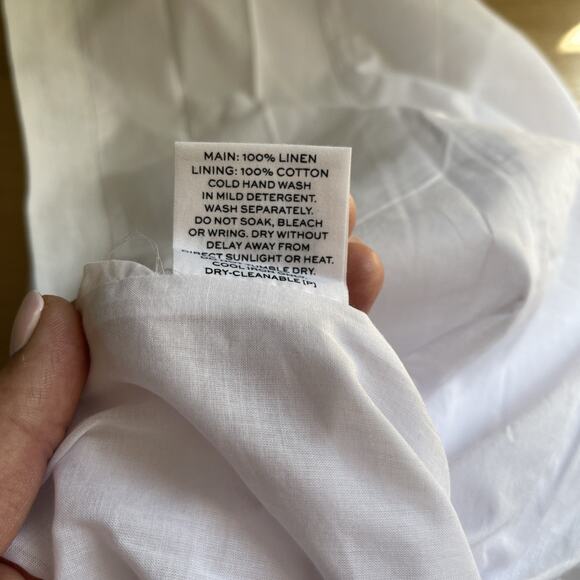 MAIN: 100% LINEN
LINING: 100% COTTON
COLD HAND WASH
IN MILD DETERGENT.
WASH SEPARATELY.
DO NOT SOAK, BLEACH
OR WRING. DRY WITHOUT
DELAY AWAY FROM
DIRECT SUNLIGHT OR HEAT.
TUMBLE DRY.
COOL
DRY-CLEANABLE (P)